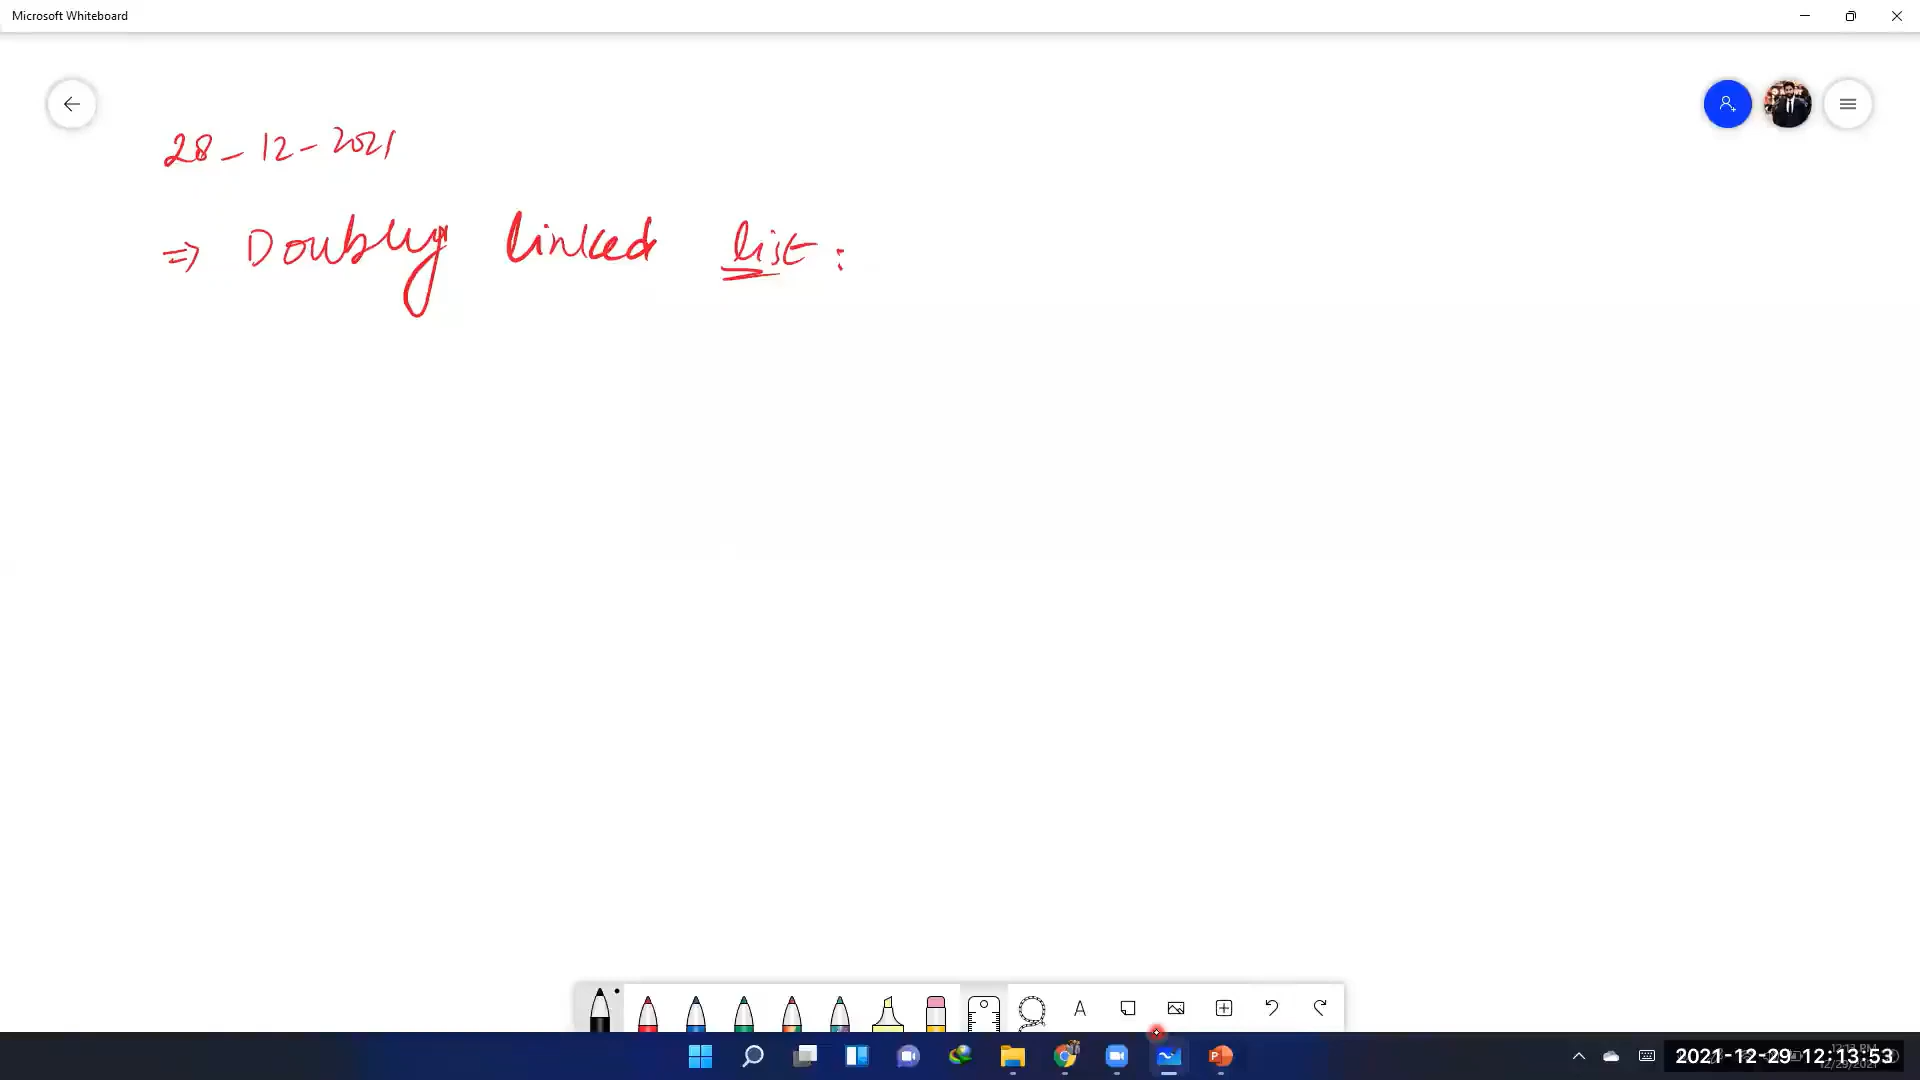 Microsoft Whiteboard
28-12-2021
⇒ Doubly linked list:
A
2021-12-29 12:13:53